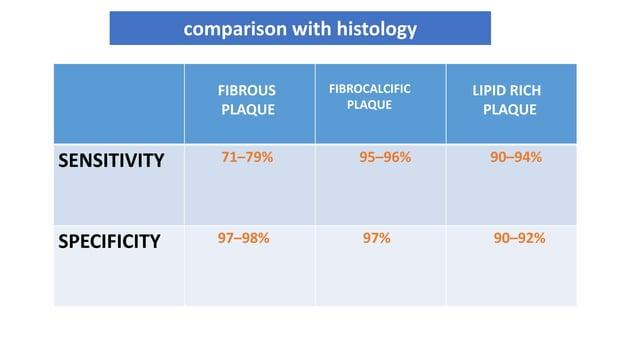 comparison with histology
FIBROUS PLAQUE
FIBROCALCIFIC PLAQUE
LIPID RICH PLAQUE
SENSITIVITY 71–79% 95–96% 90–94%
SPECIFICITY 97–98% 97% 90–92%